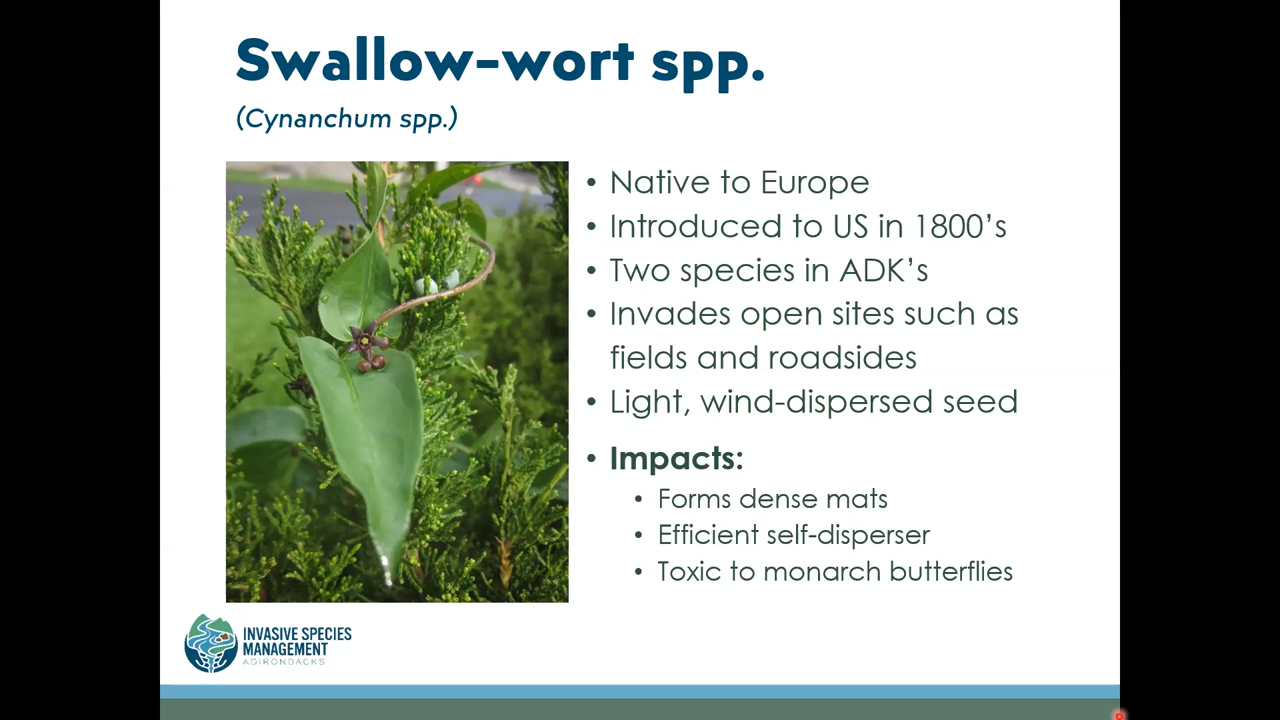 Swallow-wort spp.
(Cynanchum spp.)
• Native to Europe
• Introduced to US in 1800’s
• Two species in ADK’s
• Invades open sites such as
fields and roadsides
• Light, wind-dispersed seed
• Impacts:
• Forms dense mats
• Efficient self-disperser
• Toxic to monarch butterflies
INVASIVE SPECIES
MANAGEMENT
ADIRONDACKS